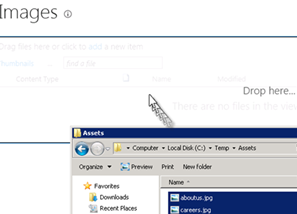 Images
Drag files here or click to add a new item
Thumbnails ... find a file
Content Type Name Modified
Drop here...
There are no files in the view
Assets
Computer Local Disk (C:) Temp Assets
Organize Preview Print New folder
Favorites
Name
Downloads
aboutus.jpg
Recent Places
careers.jpg